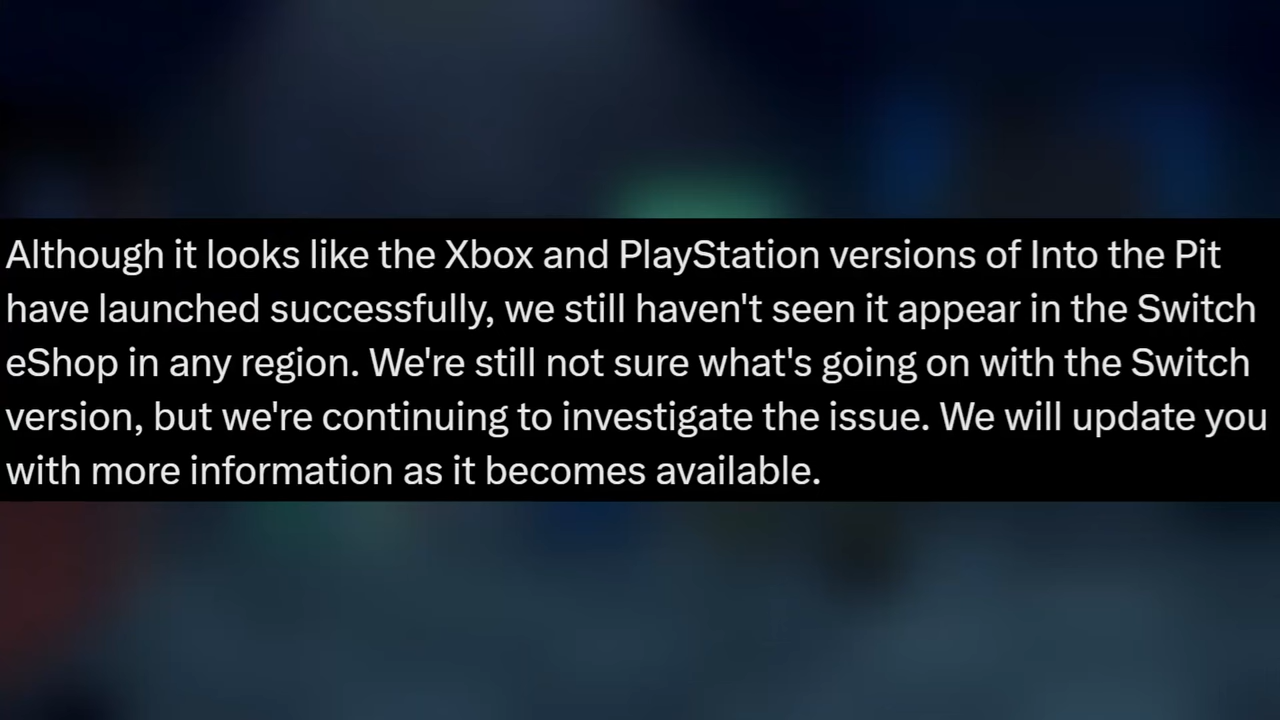 Although it looks like the Xbox and PlayStation versions of Into the Pit
have launched successfully, we still haven't seen it appear in the Switch
eShop in any region. We're still not sure what's going on with the Switch
version, but we're continuing to investigate the issue. We will update you
with more information as it becomes available.